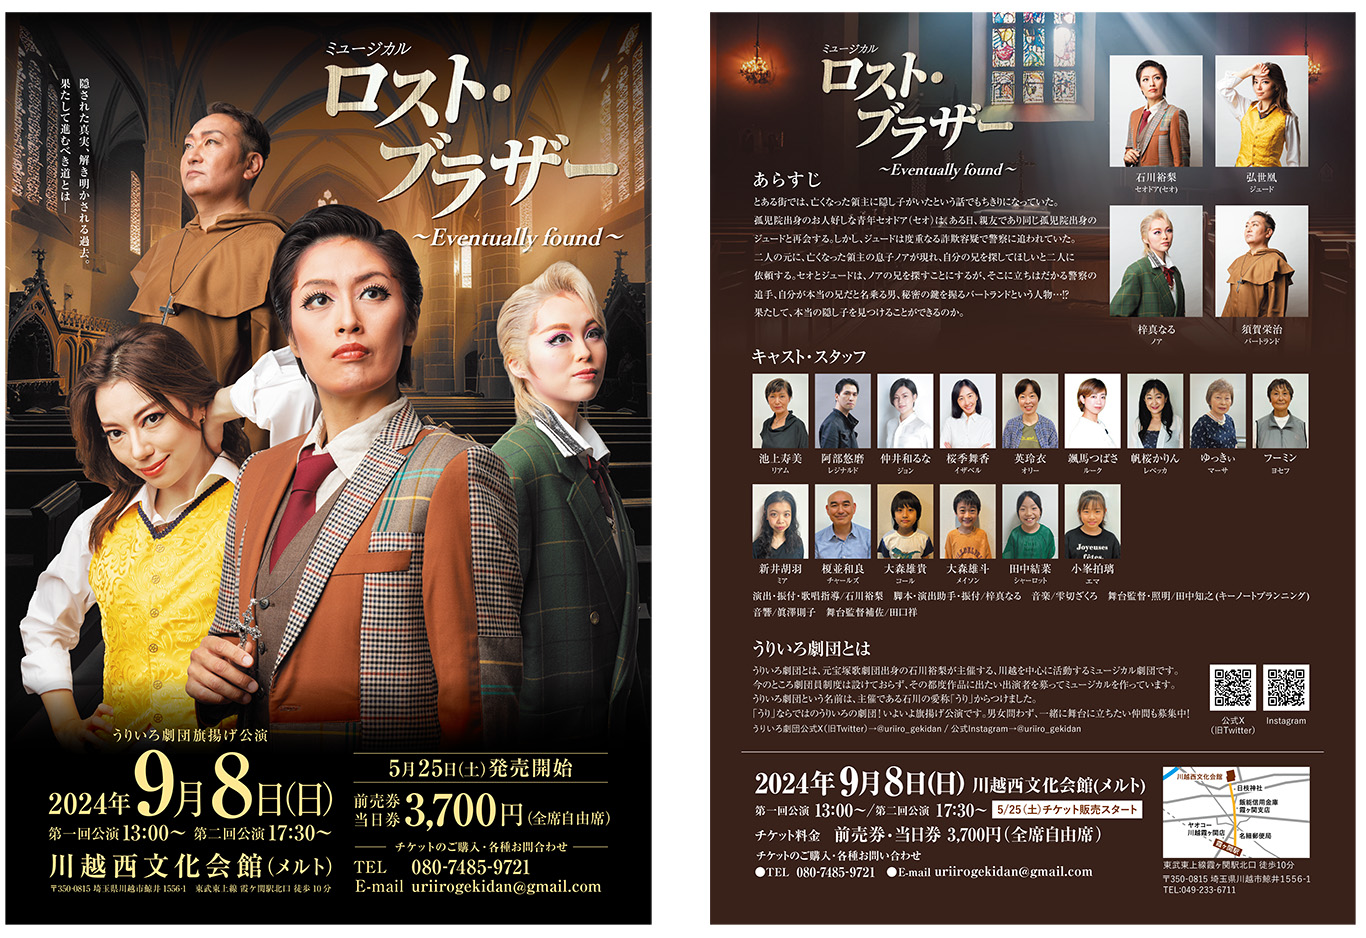 ミュージカル
ロスト・
ブラザー
～Eventually found～
隠された真実、解き明かされる過去。
果たして進むべき道とは―
うりいろ劇団旗揚げ公演
2024年9月8日(日)
第一回公演 13:00～ 第二回公演 17:30～
川越西文化会館(メルト)
〒350-0815 埼玉県川越市鯨井1556-1 東武東上線 霞ケ関駅北口 徒歩10分
5月25日(土)発売開始
前売券
当日券 3,700円(全席自由席)
チケットのご購入・各種お問合わせ
TEL 080-7485-9721
E-mail uriirogekidan@gmail.com
ミュージカル
ロスト・
ブラザー
～Eventually found～
あらすじ
とある街では、亡くなった領主に隠し子がいたという話でもちきりになっていた。
孤児院出身のお人好しな青年セオドア(セオ)は、ある日、親友であり同じ孤児院出身の
ジュードと再会する。しかし、ジュードは度重なる詐欺容疑で警察に追われていた。
二人の元に、亡くなった領主の息子ノアが現れ、自分の兄を探してほしいと二人に
依頼する。セオとジュードは、ノアの兄を探すことにするが、そこに立ちはだかる警察の
追手、自分が本当の兄だと名乗る男、秘密の鍵を握るバートランドという人物…!?
果たして、本当の隠し子を見つけることができるのか。
石川裕梨
セオドア(セオ)
弘世凰
ジュード
梓真なる
ノア
須賀栄治
バートランド
キャスト・スタッフ
池上寿美 阿部悠磨 仲井和るな 桜季舞香 英玲衣 颯馬つばさ 帆桜かりん ゆっきぃ フーミン
リアム レジナルド ジョン イザベル オリー ルーク レベッカ マーサ ヨセフ
Joyeuses
fêtes.
新井胡羽 榎並和良 大森雄貴 大森雄斗 田中結菜 小峯拍璃
ミア チャールズ コール メイソン シャーロット エマ
演出・振付・歌唱指導/石川裕梨 脚本・演出助手・振付/梓真なる 音楽/雫切ざくろ 舞台監督・照明/田中知之(キーノートプランニング)
音響/眞澤則子 舞台監督補佐/田口祥
うりいろ劇団とは
うりいろ劇団とは、元宝塚歌劇団出身の石川裕梨が主催する、川越を中心に活動するミュージカル劇団です。
今のところ劇団員制度は設けておらず、その都度作品に出たい出演者を募ってミュージカルを作っています。
うりいろ劇団という名前は、主催である石川の愛称「うり」からつけました。
「うり」ならではのうりいろの劇団!いよいよ旗揚げ公演です。男女問わず、一緒に舞台に立ちたい仲間も募集中!
うりいろ劇団公式X(旧Twitter)→@uriiro_gekidan / 公式Instagram→@uriiro_gekidan
公式X
(旧Twitter)
Instagram
2024年9月8日(日) 川越西文化会館(メルト)
第一回公演 13:00～/第二回公演 17:30～ 5/25(土)チケット販売スタート
チケット料金 前売券・当日券 3,700円(全席自由席)
チケットのご購入・各種お問い合わせ
●TEL 080-7485-9721 ●E-mail uriirogekidan@gmail.com
川越西文化会館
日枝神社
飯能信用金庫
霞ヶ関支店
ヤオコー
川越霞ヶ関店
名細郵便局
霞ヶ関駅
東武東上線霞ヶ関駅北口 徒歩10分
〒350-0815 埼玉県川越市鯨井1556-1
TEL:049-233-6711